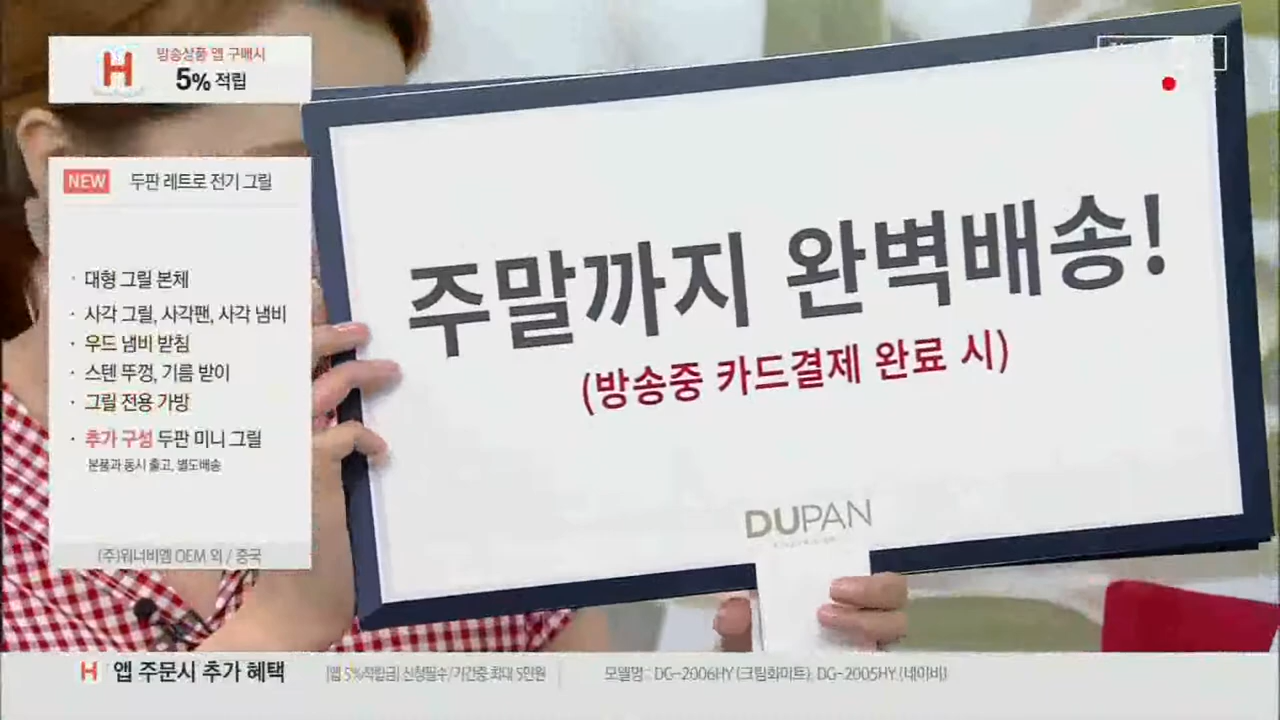 H
방송상품 앱 구매시
5% 적립
NEW 두판 레트로 전기 그릴
· 대형 그릴 본체
· 사각 그릴, 사각팬, 사각 냄비
· 우드 냄비 받침
· 스텐 뚜껑, 기름 받이
· 그릴 전용 가방
· 추가 구성 두판 미니 그릴
본품과 동시 출고, 별도배송
(주)워너비엠 OEM 외 / 중국
주말까지 완벽배송!
(방송중 카드결제 완료 시)
DUPAN
H 앱 주문시 추가 혜택
[앱 5%적립금] 신청필수/기간중 최대 5만원
모델명 : DG-2006HY (크림화이트), DG-2005HY (네이비)